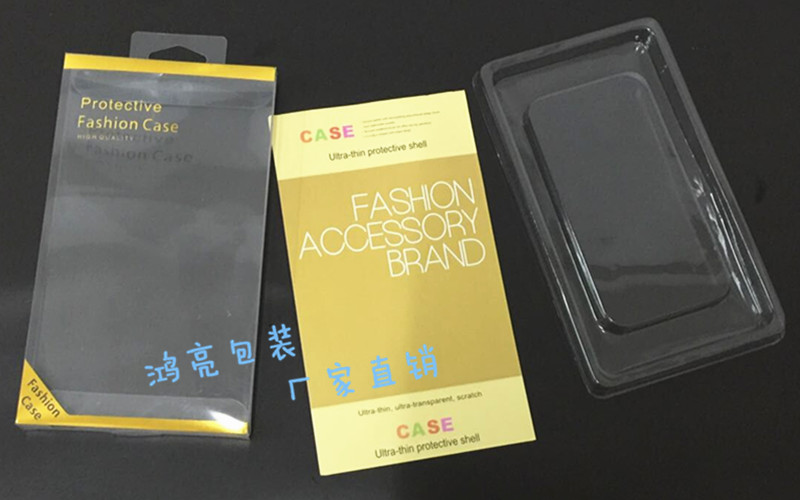 Protective
Fashion Case
HIGH QUALITY
Fashion Case
Fashion
Case
CASE
Ultra-thin protective shell
FASHION
ACCESSORY
BRAND
Ultra-thin, ultra-transparent, scratch
CASE
Ultra-thin protective shell
鸿亮包装
厂家直销